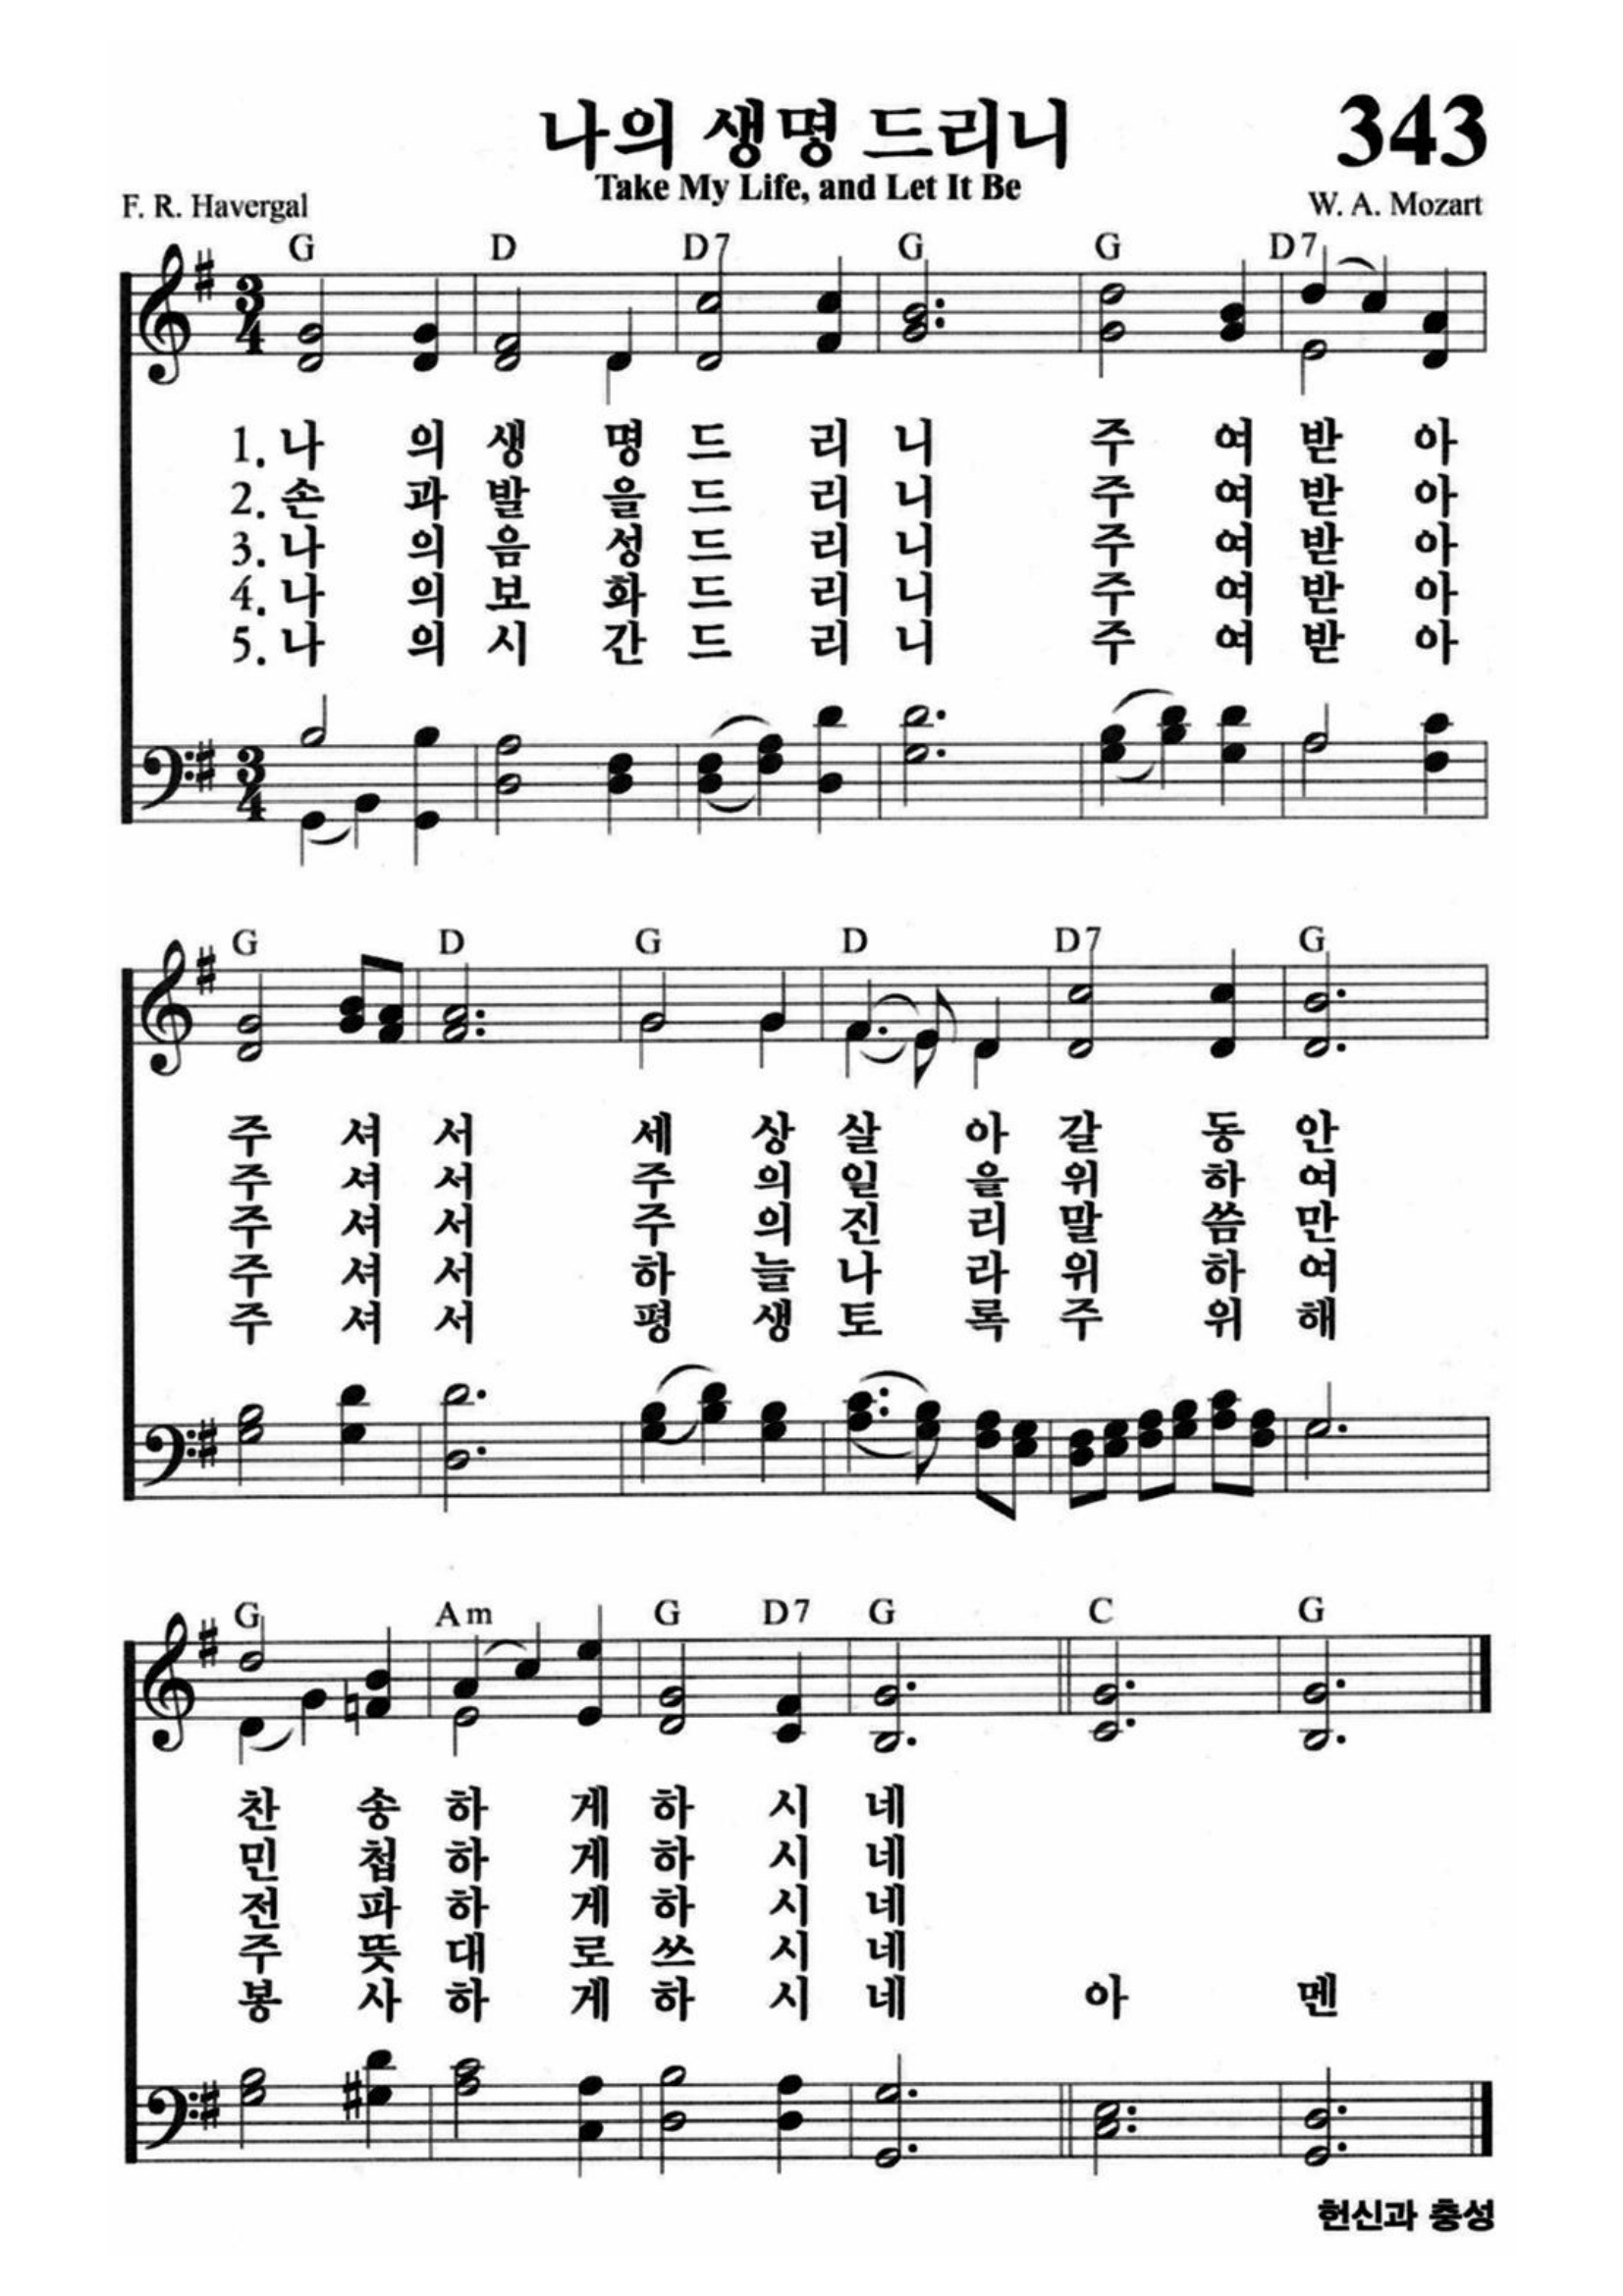 나의 생명 드리니
343
Take My Life, and Let It Be
F. R. Havergal
W. A. Mozart
G D D7 G G D7
1. 나 의 생 명 드 리 니 주 여 받 아
2. 손 과 발 을 드 리 니 주 여 받 아
3. 나 의 음 성 드 리 니 주 여 받 아
4. 나 의 보 화 드 리 니 주 여 받 아
5. 나 의 시 간 드 리 니 주 여 받 아
G D G D D7 G
주 셔 서 세 상 살 아 갈 동 안
주 셔 서 주 의 일 을 위 하 여
주 셔 서 주 의 진 리 말 씀 만
주 셔 서 하 늘 나 라 위 하 여
주 셔 서 평 생 토 록 주 위 해
G Am G D7 G C G
찬 송 하 게 하 시 네
민 첩 하 게 하 시 네
전 파 하 게 하 시 네
주 뜻 대 로 쓰 시 네
봉 사 하 게 하 시 네 아 멘
헌신과 충성